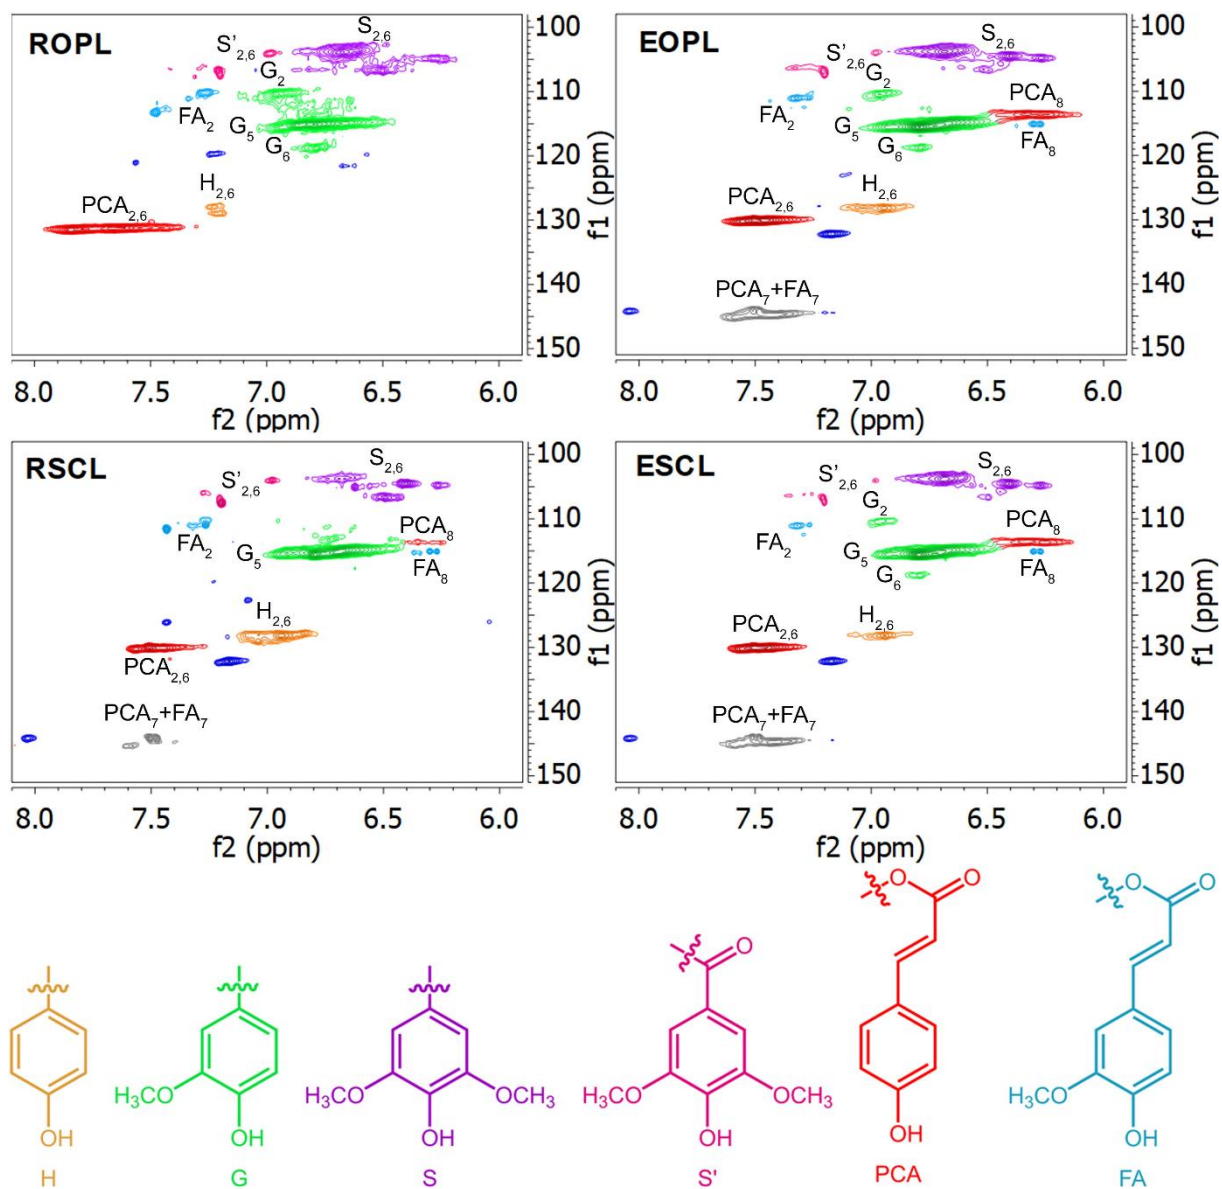 ROPL
S'2,6
S2,6
G2
FA2
G5
G6
H2,6
PCA2,6
100
110
120
130
140
150
f1 (ppm)
8.0 7.5 7.0 6.5 6.0
f2 (ppm)
EOPL
S2,6
S'2,6
G2
PCA8
FA2
G5
FA8
G6
H2,6
PCA2,6
PCA7+FA7
100
110
120
130
140
150
f1 (ppm)
8.0 7.5 7.0 6.5 6.0
f2 (ppm)
RSCL
S2,6
S'2,6
PCA8
FA2
G5
FA8
H2,6
PCA2,6
PCA7+FA7
100
110
120
130
140
150
f1 (ppm)
8.0 7.5 7.0 6.5 6.0
f2 (ppm)
ESCL
S2,6
S'2,6
G2
PCA8
FA2
G5
FA8
G6
H2,6
PCA2,6
PCA7+FA7
100
110
120
130
140
150
f1 (ppm)
8.0 7.5 7.0 6.5 6.0
f2 (ppm)
OH
H
H3CO
OH
G
H3CO OCH3
OH
S
O
H3CO OCH3
OH
S'
O O
OH
PCA
O O
H3CO
OH
FA